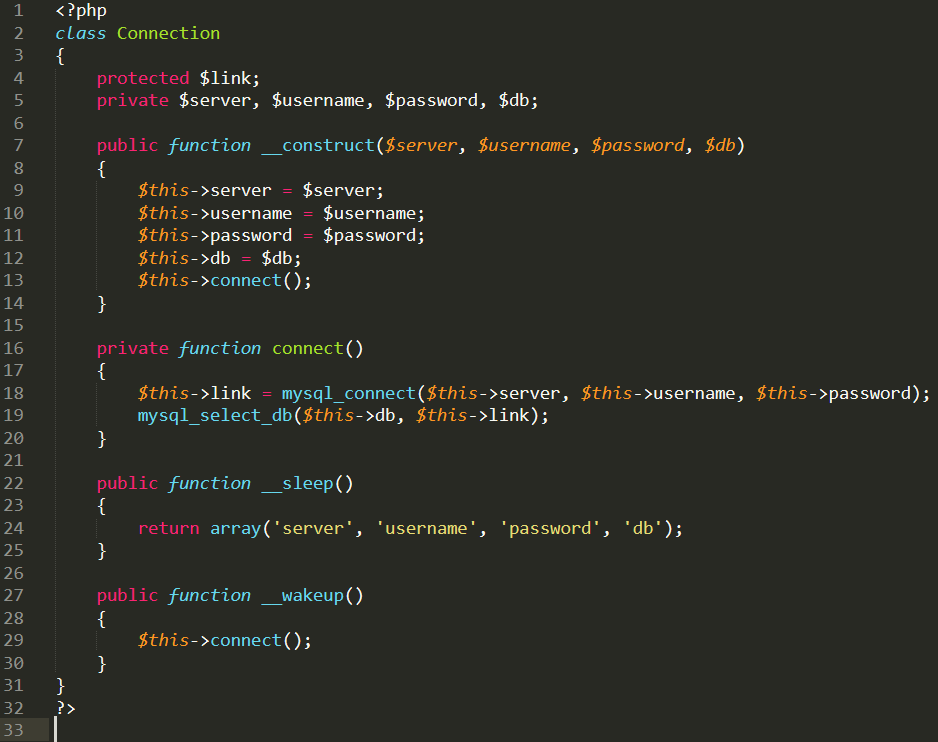 1 <?php
2 class Connection
3 {
4     protected $link;
5     private $server, $username, $password, $db;
6
7     public function __construct($server, $username, $password, $db)
8     {
9         $this->server = $server;
10         $this->username = $username;
11         $this->password = $password;
12         $this->db = $db;
13         $this->connect();
14     }
15
16     private function connect()
17     {
18         $this->link = mysql_connect($this->server, $this->username, $this->password);
19         mysql_select_db($this->db, $this->link);
20     }
21
22     public function __sleep()
23     {
24         return array('server', 'username', 'password', 'db');
25     }
26
27     public function __wakeup()
28     {
29         $this->connect();
30     }
31 }
32 ?>
33